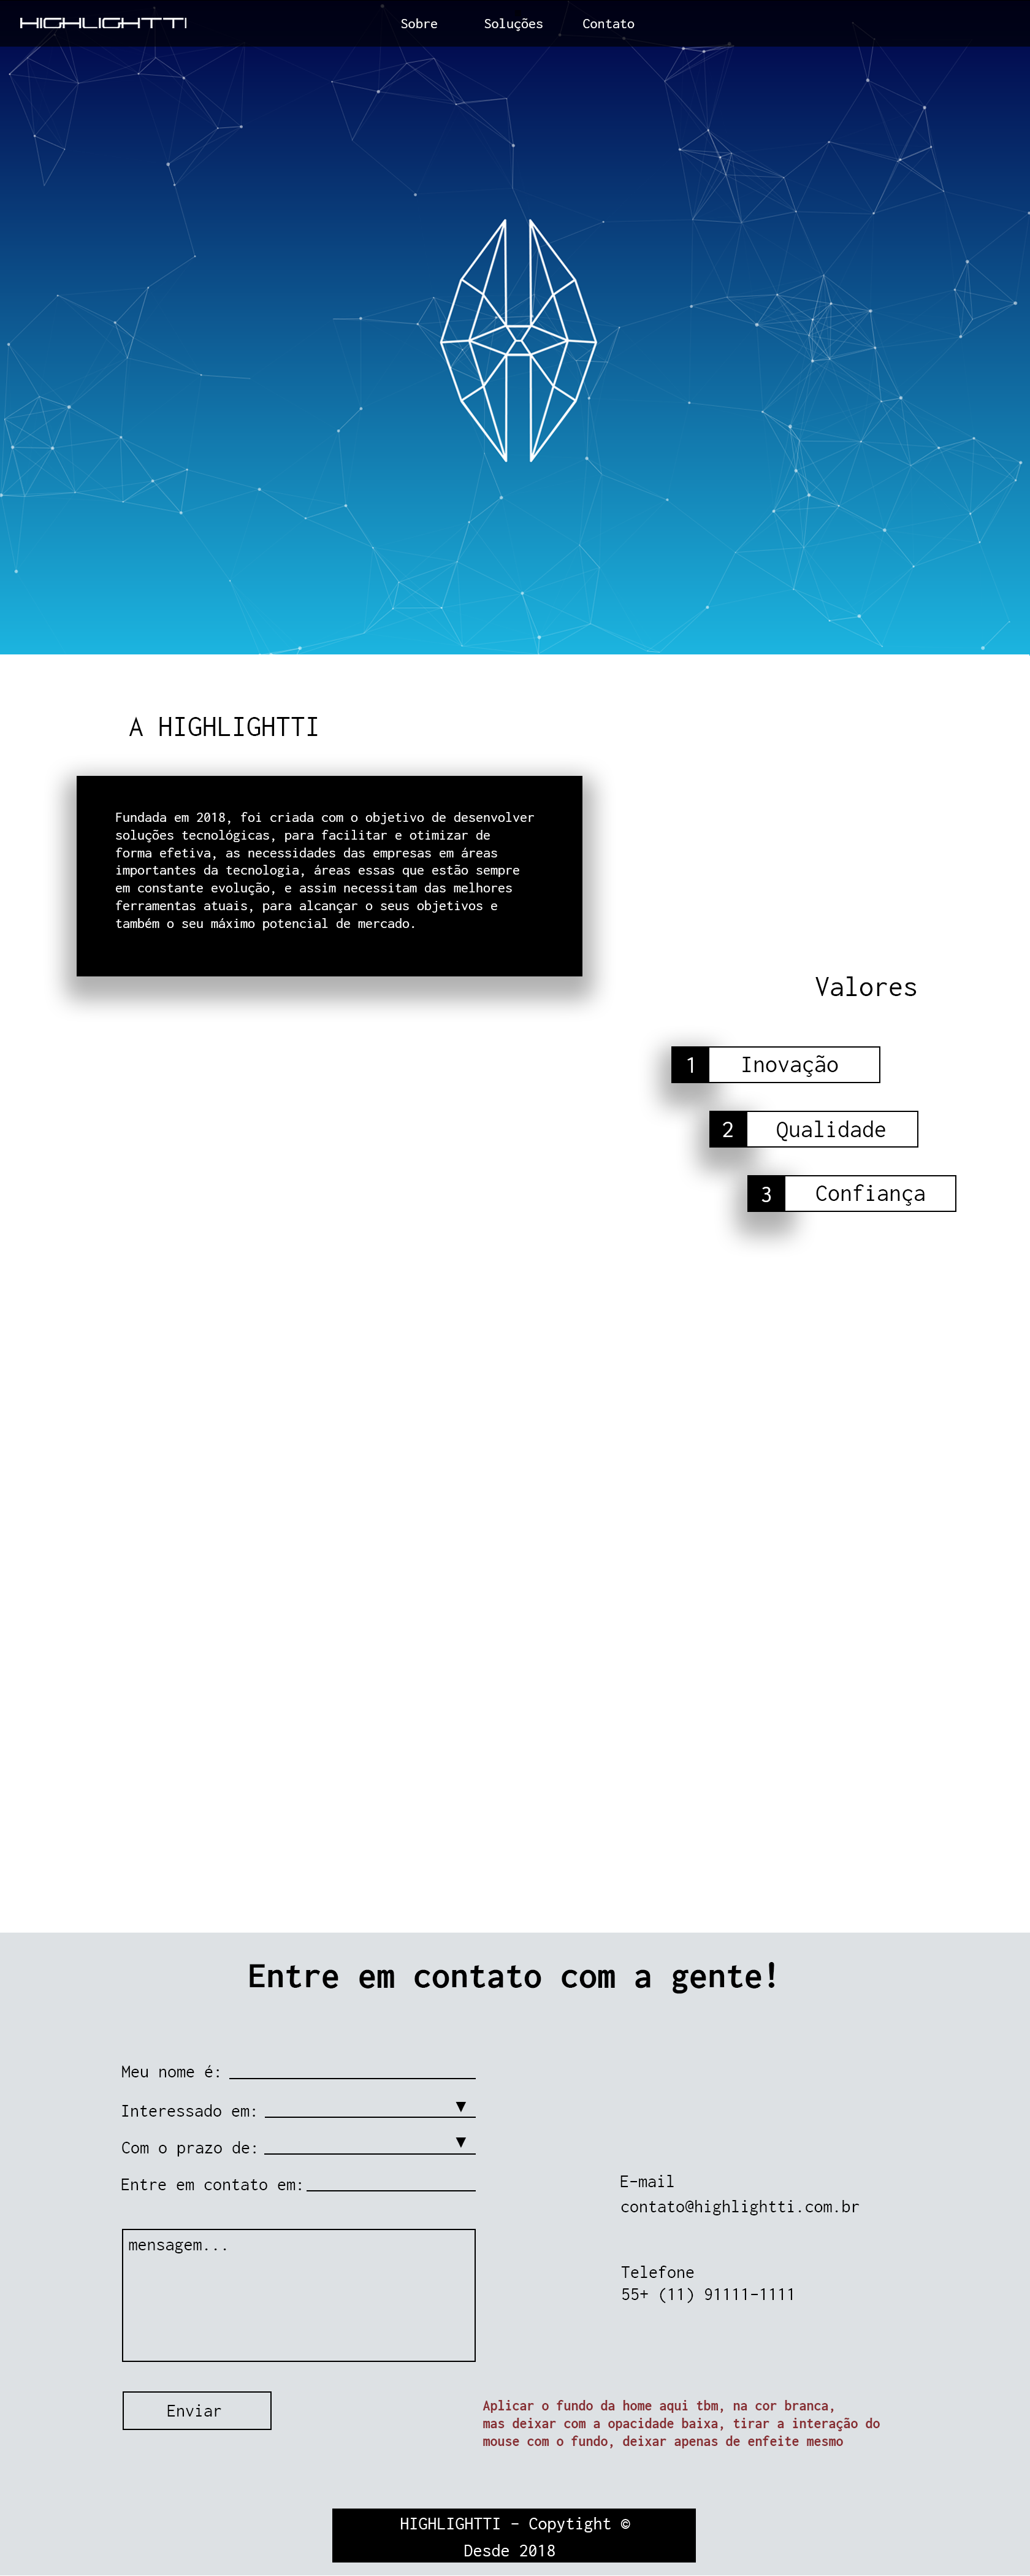 HIGHLIGHTTI
Sobre Soluções Contato
A HIGHLIGHTTI
Fundada em 2018, foi criada com o objetivo de desenvolver
soluções tecnológicas, para facilitar e otimizar de
forma efetiva, as necessidades das empresas em áreas
importantes da tecnologia, áreas essas que estão sempre
em constante evolução, e assim necessitam das melhores
ferramentas atuais, para alcançar o seus objetivos e
também o seu máximo potencial de mercado.
Valores
1 Inovação
2 Qualidade
3 Confiança
Entre em contato com a gente!
Meu nome é:
Interessado em:
Com o prazo de:
Entre em contato em:
mensagem...
Enviar
E-mail
contato@highlightti.com.br
Telefone
55+ (11) 91111-1111
Aplicar o fundo da home aqui tbm, na cor branca,
mas deixar com a opacidade baixa, tirar a interação do
mouse com o fundo, deixar apenas de enfeite mesmo
HIGHLIGHTTI - Copytight ©
Desde 2018